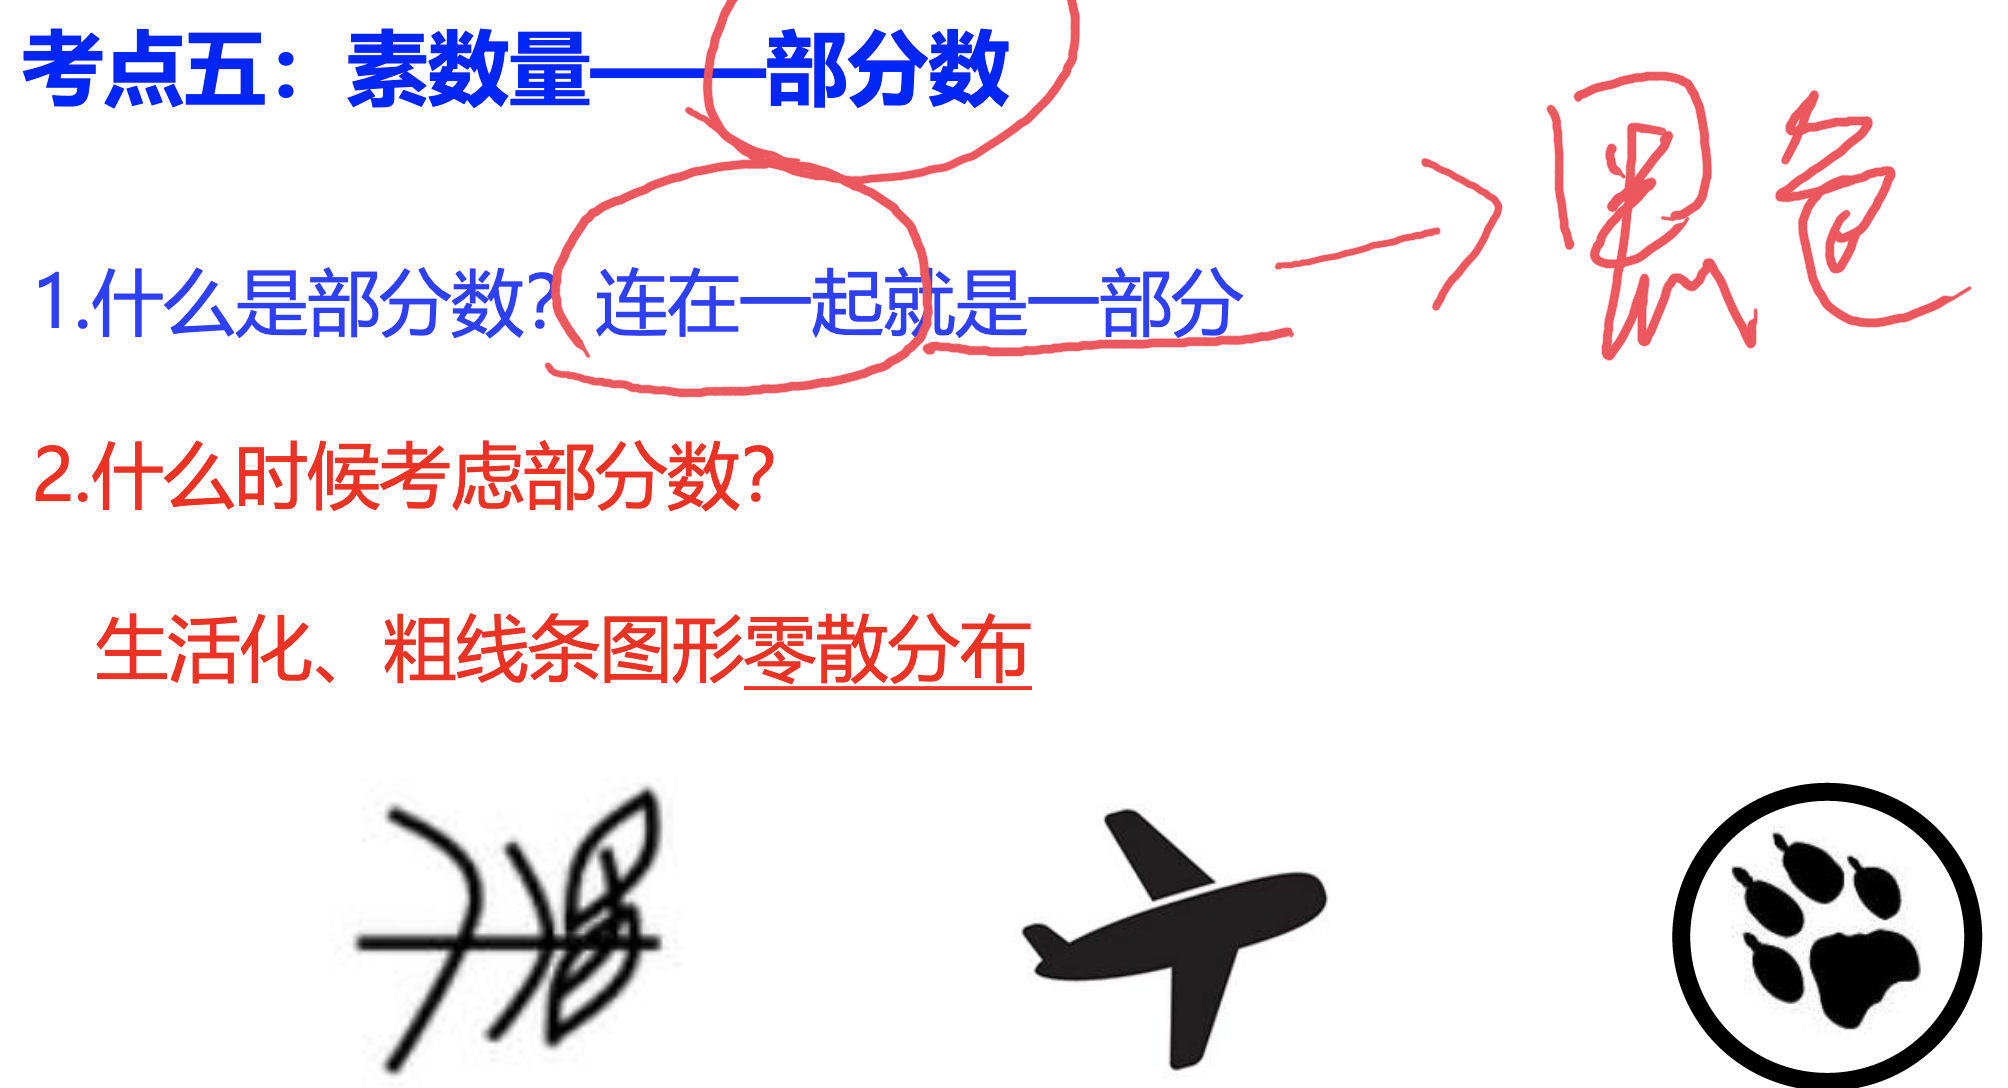 考点五：素数量——部分数
黑色
1.什么是部分数？连在一起就是一部分
2.什么时候考虑部分数？
生活化、粗线条图形零散分布